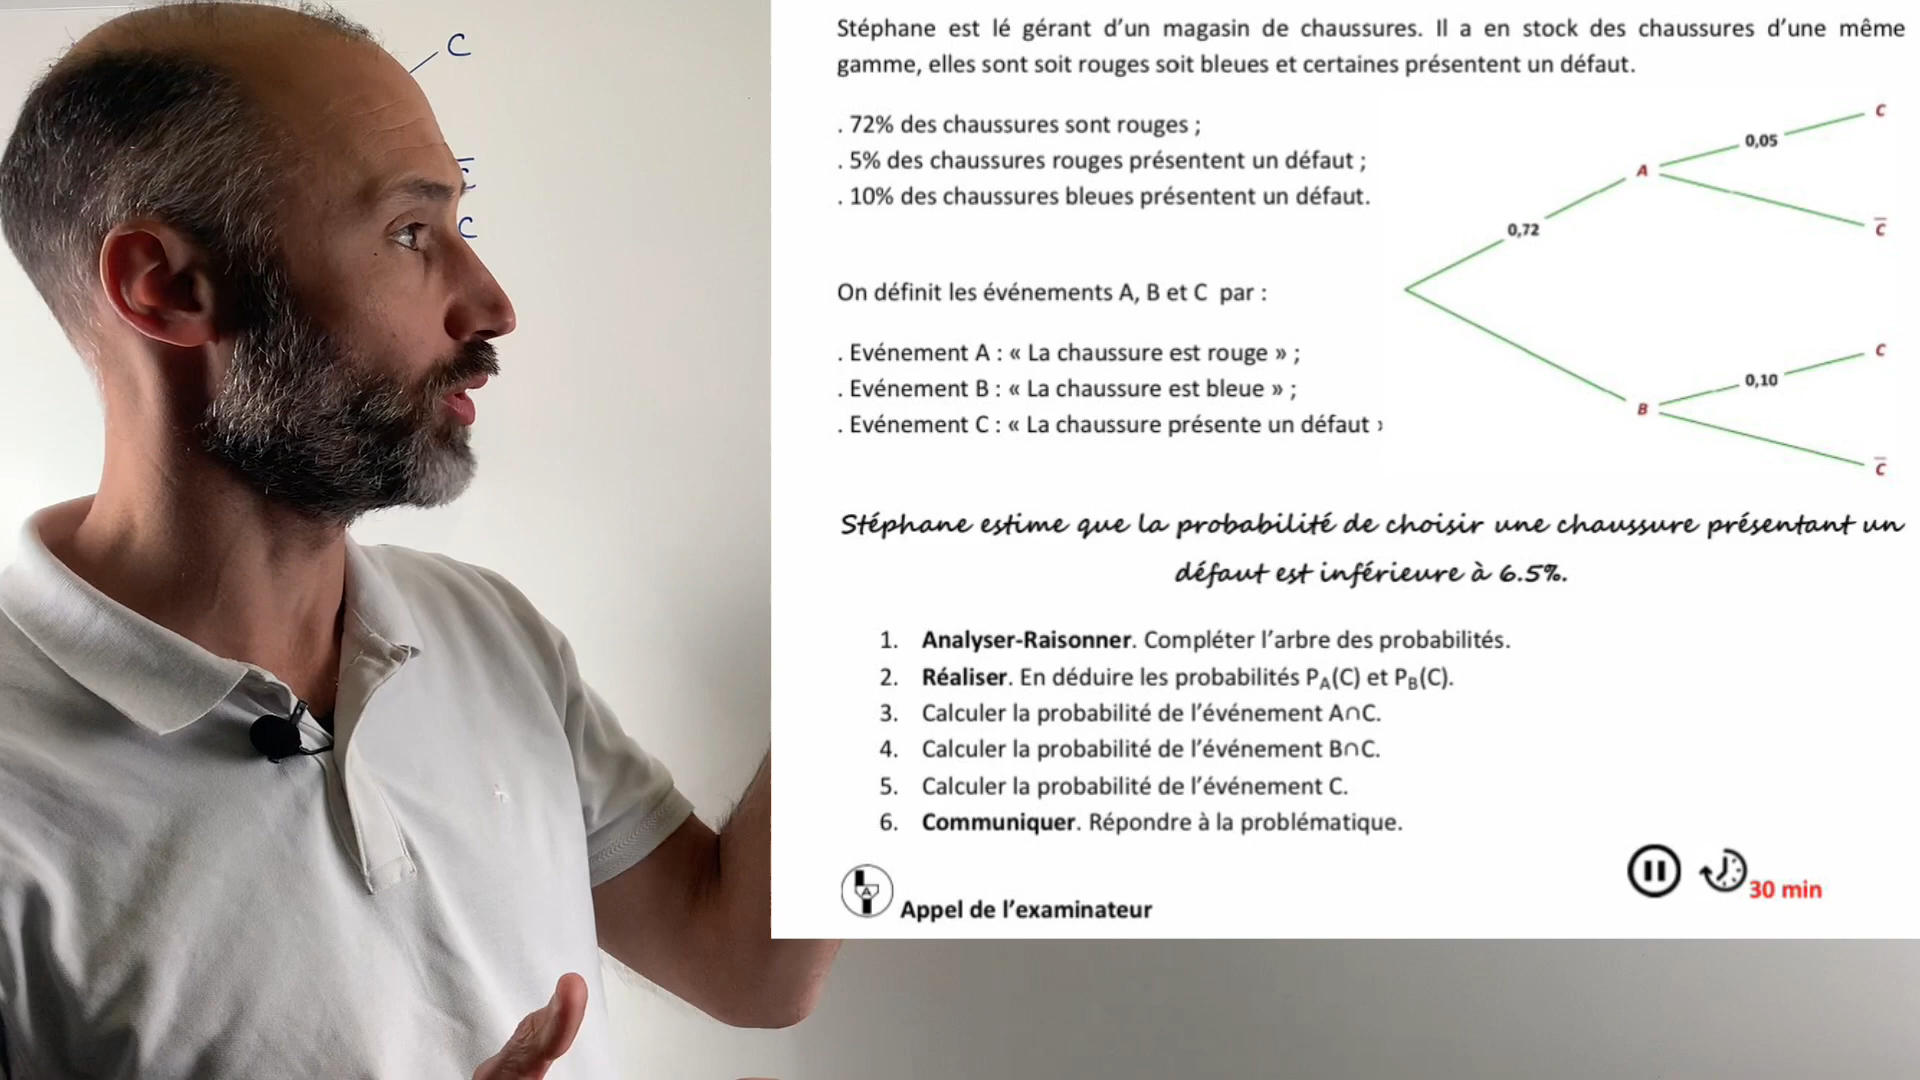 C
C
C
Stéphane est lé gérant d’un magasin de chaussures. Il a en stock des chaussures d’une même
gamme, elles sont soit rouges soit bleues et certaines présentent un défaut.
. 72% des chaussures sont rouges ;
. 5% des chaussures rouges présentent un défaut ;
. 10% des chaussures bleues présentent un défaut.
On définit les événements A, B et C par :
. Evénement A : « La chaussure est rouge » ;
. Evénement B : « La chaussure est bleue » ;
. Evénement C : « La chaussure présente un défaut »
C
0,05
A
C̅
0,72
C
0,10
B
C̅
Stéphane estime que la probabilité de choisir une chaussure présentant un
défaut est inférieure à 6.5%.
1. Analyser-Raisonner. Compléter l’arbre des probabilités.
2. Réaliser. En déduire les probabilités P_A(C) et P_B(C).
3. Calculer la probabilité de l’événement A∩C.
4. Calculer la probabilité de l’événement B∩C.
5. Calculer la probabilité de l’événement C.
6. Communiquer. Répondre à la problématique.
A
Appel de l’examinateur
30 min